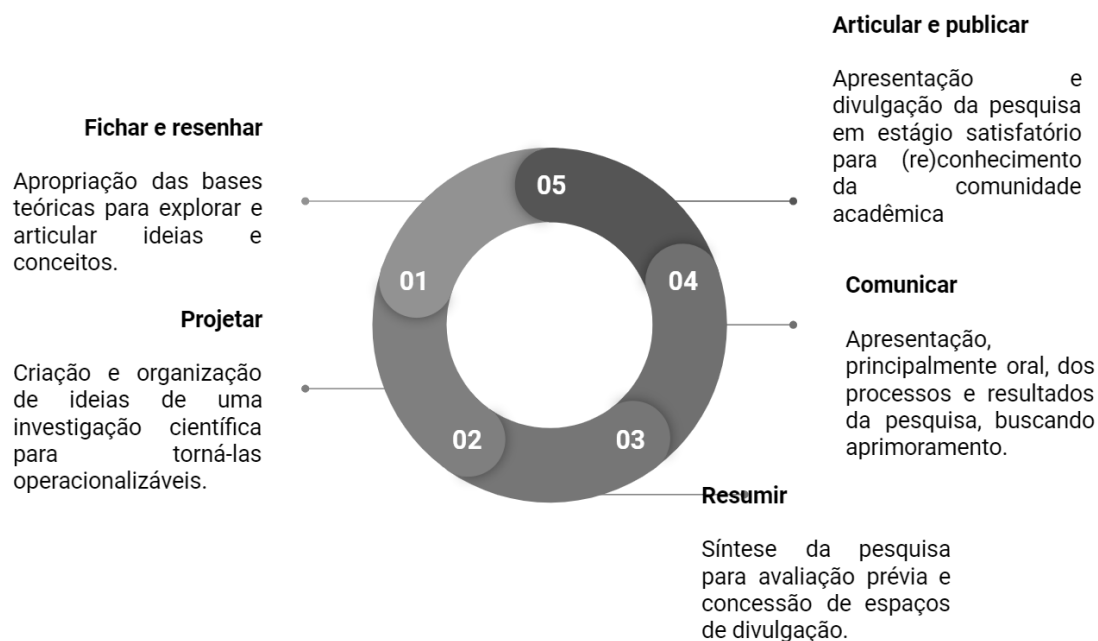 Fichar e resenhar
Apropriação das bases
teóricas para explorar e
articular ideias e
conceitos.
01
Projetar
Criação e organização
de ideias de uma
investigação científica
para torná-las
operacionalizáveis.
02
Resumir
Síntese da pesquisa
para avaliação prévia e
concessão de espaços
de divulgação.
03
Comunicar
Apresentação,
principalmente oral, dos
processos e resultados
da pesquisa, buscando
aprimoramento.
04
Articular e publicar
Apresentação e
divulgação da pesquisa
em estágio satisfatório
para (re)conhecimento
da comunidade
acadêmica
05